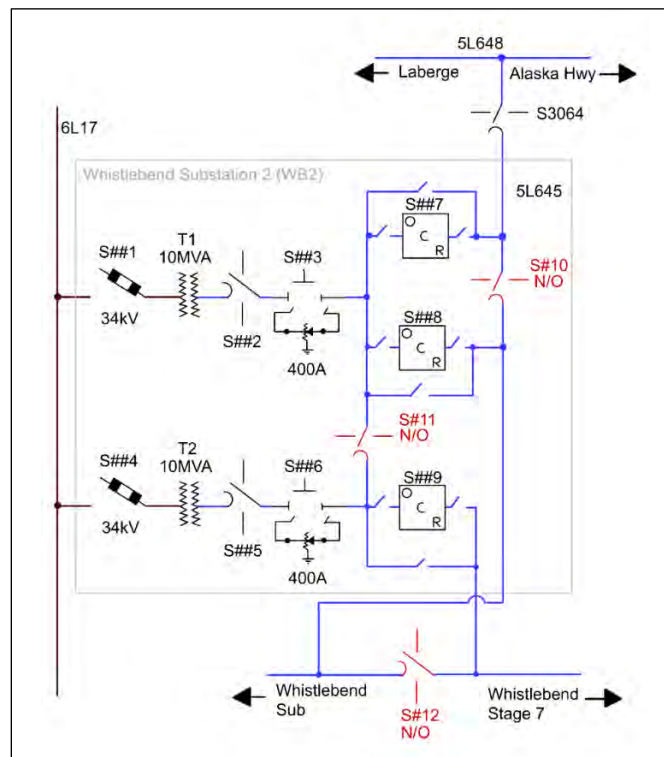 5L648
Laberge
Alaska Hwy
6L17
S3064
Whistlebend Substation 2 (WB2)
5L645
S##1
T1
10MVA
S##3
S##7
O
C
R
S#10
N/O
34kV
S##2
400A
S##8
O
C
R
S#11
N/O
S##4
T2
10MVA
S##6
S##9
O
C
R
34kV
S##5
400A
Whistlebend
Sub
Whistlebend
Stage 7
S#12
N/O